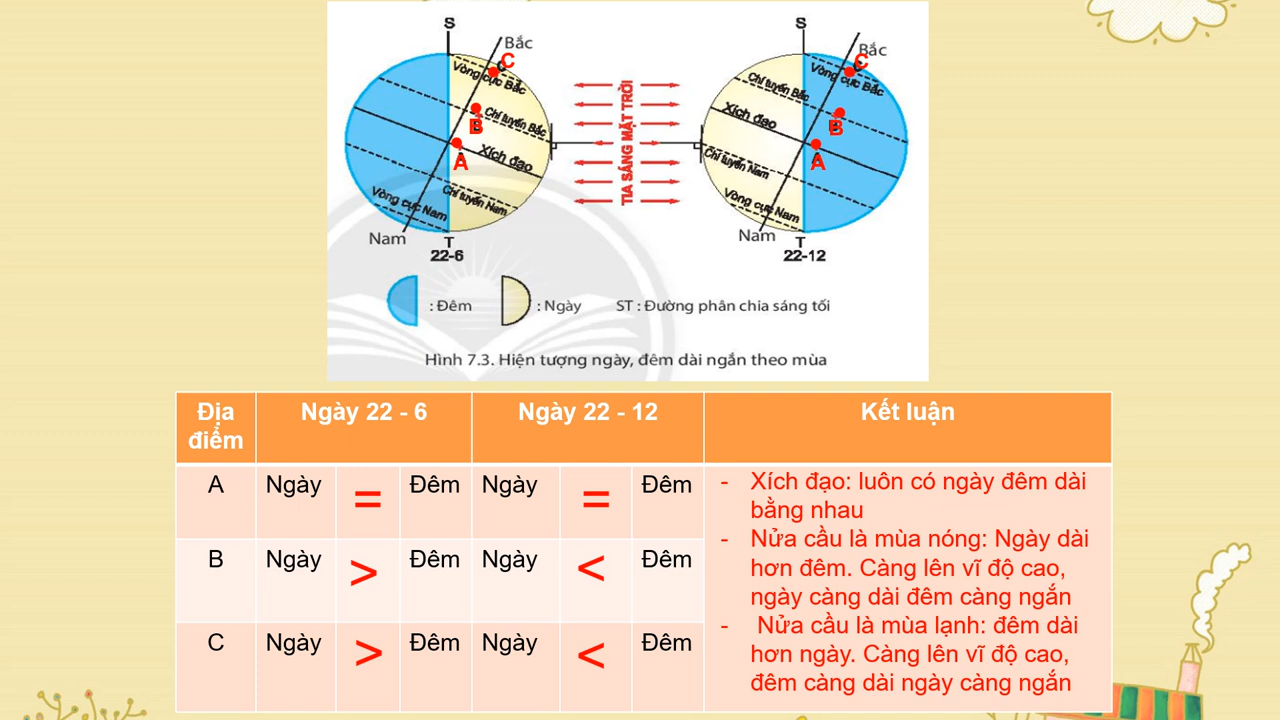 S
Bắc
C
Vòng cực Bắc
B
Chí tuyến Bắc
A
Xích đạo
Chí tuyến Nam
Vòng cực Nam
Nam
T
22-6
TIA SÁNG MẶT TRỜI
S
Bắc
C
Vòng cực Bắc
Chí tuyến Bắc
B
Xích đạo
A
Chí tuyến Nam
Vòng cực Nam
Nam
T
22-12
: Đêm
: Ngày
ST : Đường phân chia sáng tối
Hình 7.3. Hiện tượng ngày, đêm dài ngắn theo mùa
Địa điểm
Ngày 22 - 6
Ngày 22 - 12
Kết luận
A Ngày = Đêm Ngày = Đêm
B Ngày > Đêm Ngày < Đêm
C Ngày > Đêm Ngày < Đêm
- Xích đạo: luôn có ngày đêm dài
bằng nhau
- Nửa cầu là mùa nóng: Ngày dài
hơn đêm. Càng lên vĩ độ cao,
ngày càng dài đêm càng ngắn
- Nửa cầu là mùa lạnh: đêm dài
hơn ngày. Càng lên vĩ độ cao,
đêm càng dài ngày càng ngắn